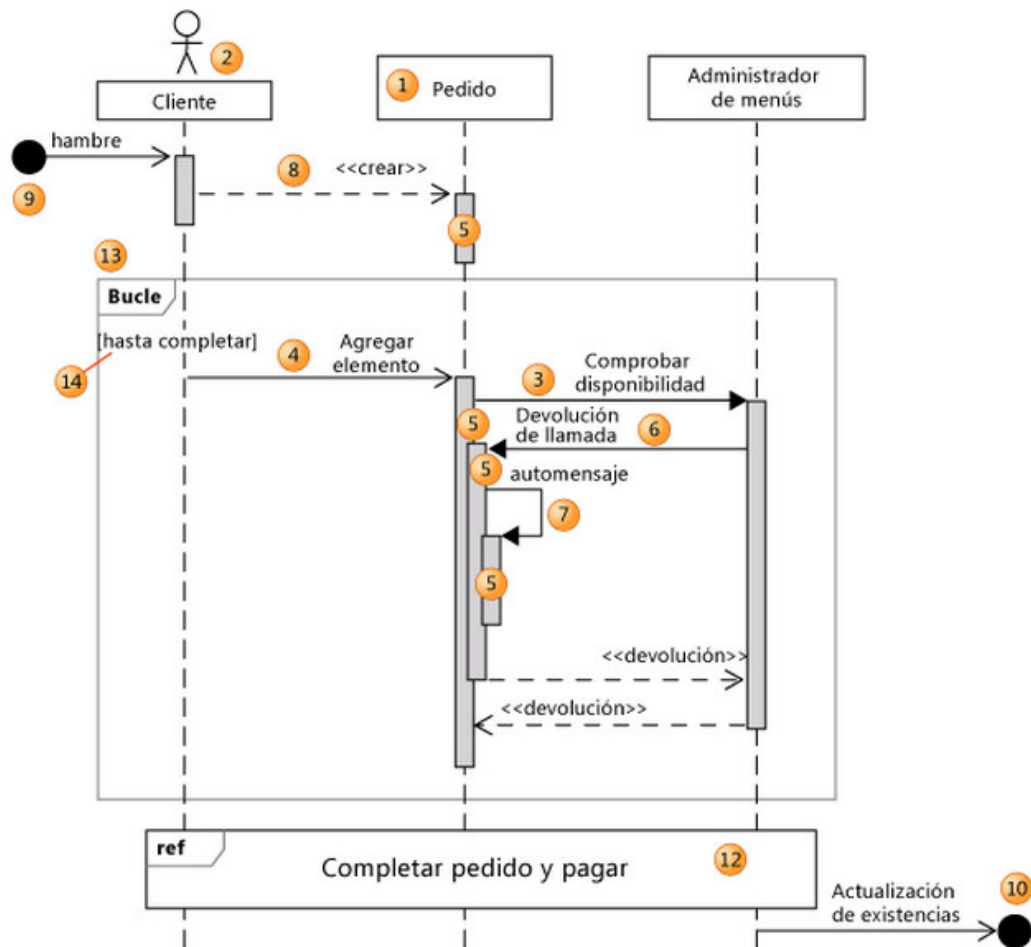 2
Cliente
1
Pedido
Administrador
de menús
hambre
9
8
<<crear>>
5
13
Bucle
[hasta completar]
14
4
Agregar
elemento
3
Comprobar
disponibilidad
5
Devolución
de llamada
6
5
automensaje
7
5
<<devolución>>
<<devolución>>
ref
Completar pedido y pagar
12
Actualización
de existencias
10